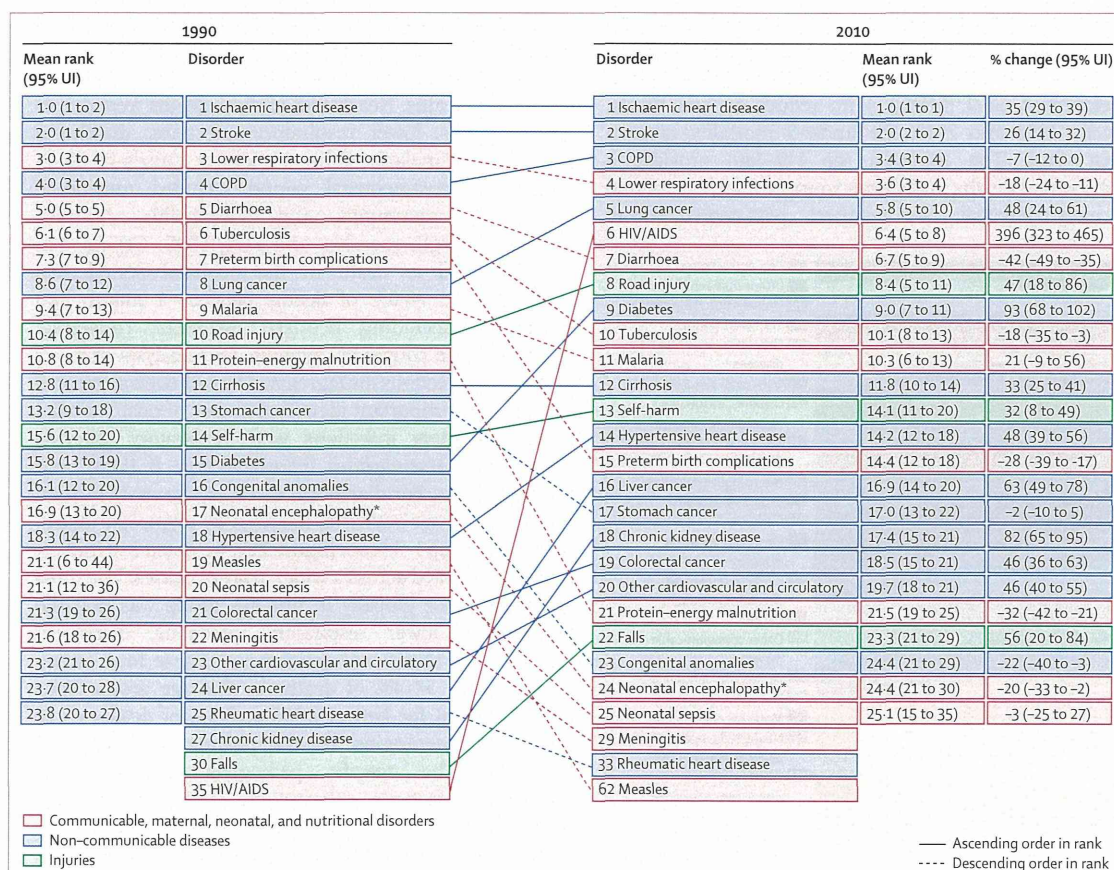 1990
2010
Mean rank
(95% UI)
Disorder
Disorder
Mean rank
(95% UI)
% change (95% UI)
1·0 (1 to 2) 1 Ischaemic heart disease 1 Ischaemic heart disease 1·0 (1 to 1) 35 (29 to 39)
2·0 (1 to 2) 2 Stroke 2 Stroke 2·0 (2 to 2) 26 (14 to 32)
3·0 (3 to 4) 3 Lower respiratory infections 3 COPD 3·4 (3 to 4) –7 (–12 to 0)
4·0 (3 to 4) 4 COPD 4 Lower respiratory infections 3·6 (3 to 4) –18 (–24 to –11)
5·0 (5 to 5) 5 Diarrhoea 5 Lung cancer 5·8 (5 to 10) 48 (24 to 61)
6·1 (6 to 7) 6 Tuberculosis 6 HIV/AIDS 6·4 (5 to 8) 396 (323 to 465)
7·3 (7 to 9) 7 Preterm birth complications 7 Diarrhoea 6·7 (5 to 9) –42 (–49 to –35)
8·6 (7 to 12) 8 Lung cancer 8 Road injury 8·4 (5 to 11) 47 (18 to 86)
9·4 (7 to 13) 9 Malaria 9 Diabetes 9·0 (7 to 11) 93 (68 to 102)
10·4 (8 to 14) 10 Road injury 10 Tuberculosis 10·1 (8 to 13) –18 (–35 to –3)
10·8 (8 to 14) 11 Protein–energy malnutrition 11 Malaria 10·3 (6 to 13) 21 (–9 to 56)
12·8 (11 to 16) 12 Cirrhosis 12 Cirrhosis 11·8 (10 to 14) 33 (25 to 41)
13·2 (9 to 18) 13 Stomach cancer 13 Self-harm 14·1 (11 to 20) 32 (8 to 49)
15·6 (12 to 20) 14 Self-harm 14 Hypertensive heart disease 14·2 (12 to 18) 48 (39 to 56)
15·8 (13 to 19) 15 Diabetes 15 Preterm birth complications 14·4 (12 to 18) –28 (–39 to -17)
16·1 (12 to 20) 16 Congenital anomalies 16 Liver cancer 16·9 (14 to 20) 63 (49 to 78)
16·9 (13 to 20) 17 Neonatal encephalopathy* 17 Stomach cancer 17·0 (13 to 22) –2 (–10 to 5)
18·3 (14 to 22) 18 Hypertensive heart disease 18 Chronic kidney disease 17·4 (15 to 21) 82 (65 to 95)
21·1 (6 to 44) 19 Measles 19 Colorectal cancer 18·5 (15 to 21) 46 (36 to 63)
21·1 (12 to 36) 20 Neonatal sepsis 20 Other cardiovascular and circulatory 19·7 (18 to 21) 46 (40 to 55)
21·3 (19 to 26) 21 Colorectal cancer 21 Protein–energy malnutrition 21·5 (19 to 25) –32 (–42 to –21)
21·6 (18 to 26) 22 Meningitis 22 Falls 23·3 (21 to 29) 56 (20 to 84)
23·2 (21 to 26) 23 Other cardiovascular and circulatory 23 Congenital anomalies 24·4 (21 to 29) –22 (–40 to –3)
23·7 (20 to 28) 24 Liver cancer 24 Neonatal encephalopathy* 24·4 (21 to 30) –20 (–33 to –2)
23·8 (20 to 27) 25 Rheumatic heart disease 25 Neonatal sepsis 25·1 (15 to 35) –3 (–25 to 27)
27 Chronic kidney disease 29 Meningitis
30 Falls 33 Rheumatic heart disease
35 HIV/AIDS 62 Measles
Communicable, maternal, neonatal, and nutritional disorders
Non–communicable diseases
Injuries
Ascending order in rank
Descending order in rank